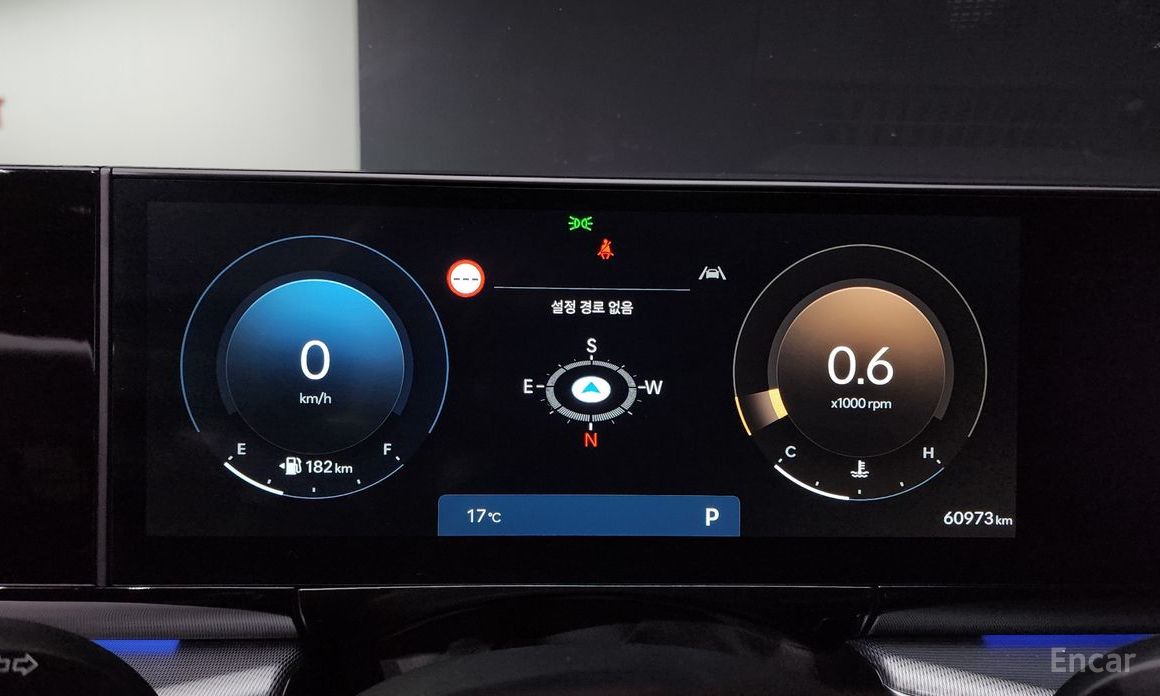 ---
설정 경로 없음
0
km/h
E
F
182 km
S
E
W
N
0.6
x1000 rpm
C
H
17°C
P
60973 km
Encar